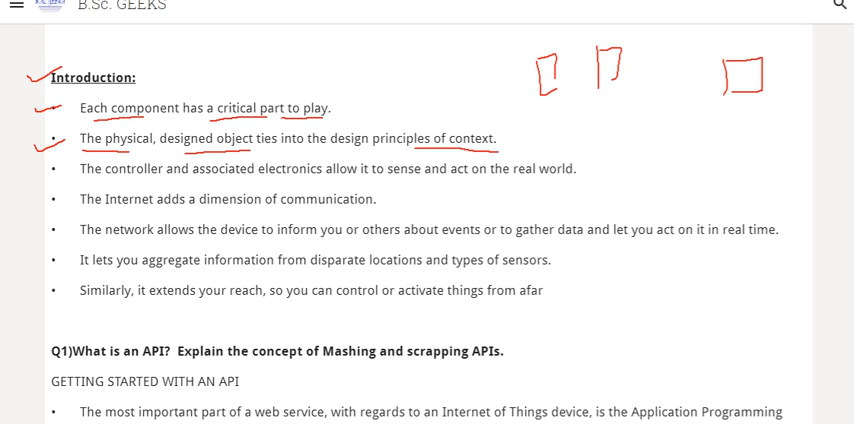 B.Sc. GEEKS
Introduction:
• Each component has a critical part to play.
• The physical, designed object ties into the design principles of context.
• The controller and associated electronics allow it to sense and act on the real world.
• The Internet adds a dimension of communication.
• The network allows the device to inform you or others about events or to gather data and let you act on it in real time.
• It lets you aggregate information from disparate locations and types of sensors.
• Similarly, it extends your reach, so you can control or activate things from afar
Q1)What is an API?  Explain the concept of Mashing and scrapping APIs.
GETTING STARTED WITH AN API
• The most important part of a web service, with regards to an Internet of Things device, is the Application Programming